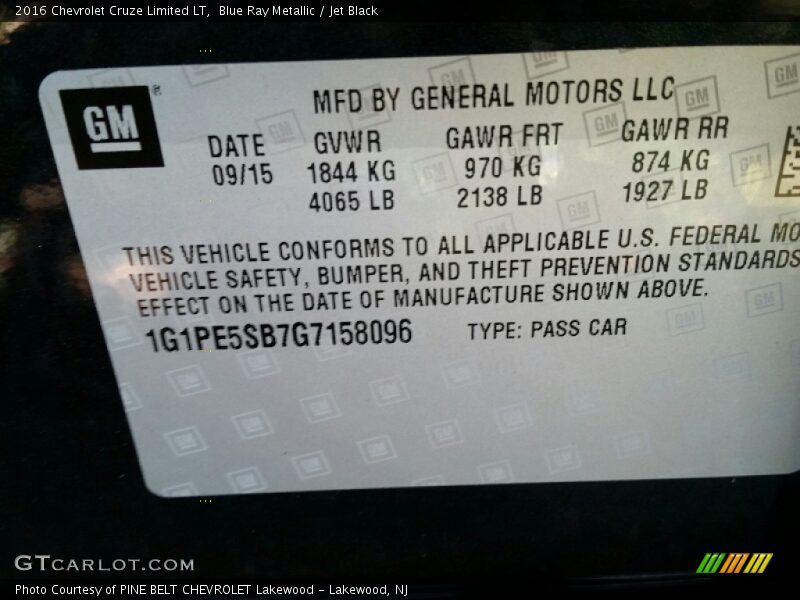 2016 Chevrolet Cruze Limited LT,  Blue Ray Metallic / Jet Black
GM
MFD BY GENERAL MOTORS LLC
DATE GVWR GAWR FRT GAWR RR
09/15 1844 KG 970 KG 874 KG
4065 LB 2138 LB 1927 LB
THIS VEHICLE CONFORMS TO ALL APPLICABLE U.S. FEDERAL MO
VEHICLE SAFETY, BUMPER, AND THEFT PREVENTION STANDARDS
EFFECT ON THE DATE OF MANUFACTURE SHOWN ABOVE.
1G1PE5SB7G7158096 TYPE: PASS CAR
GTCARLOT.COM
Photo Courtesy of PINE BELT CHEVROLET Lakewood - Lakewood, NJ